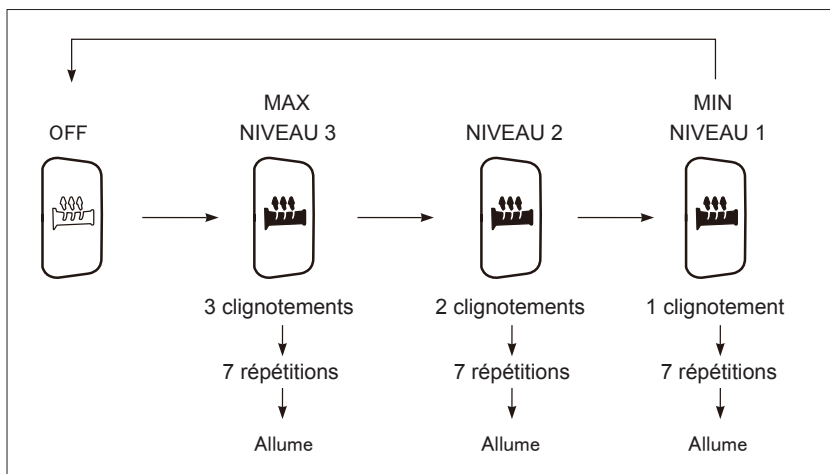 OFF
MAX
NIVEAU 3
NIVEAU 2
MIN
NIVEAU 1
3 clignotements
2 clignotements
1 clignotement
7 répétitions
7 répétitions
7 répétitions
Allume
Allume
Allume